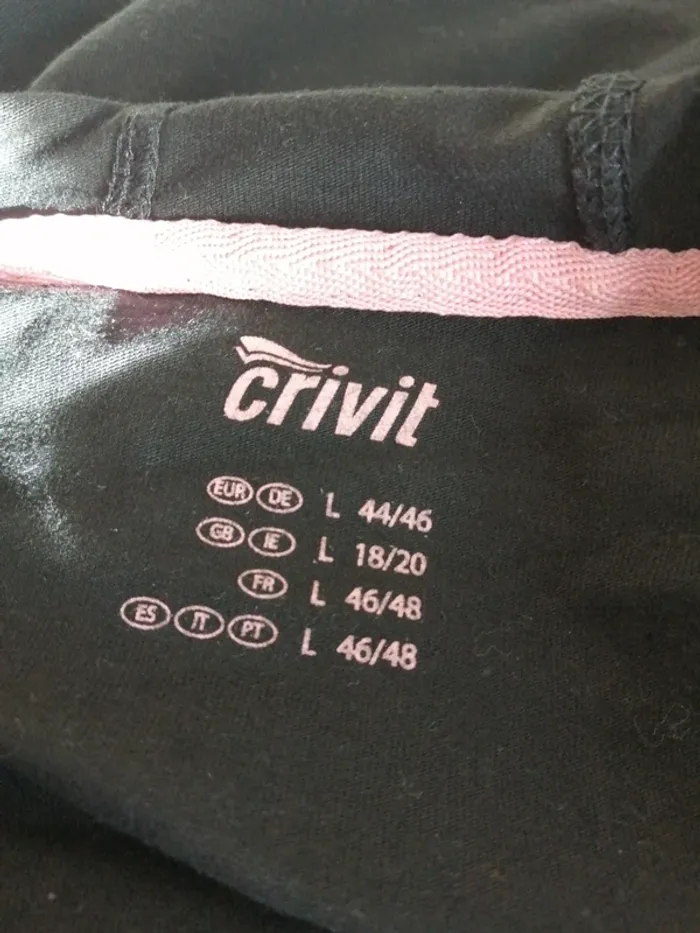 crivit
EUR DE L 44/46
GB IE L 18/20
FR L 46/48
ES IT PT L 46/48